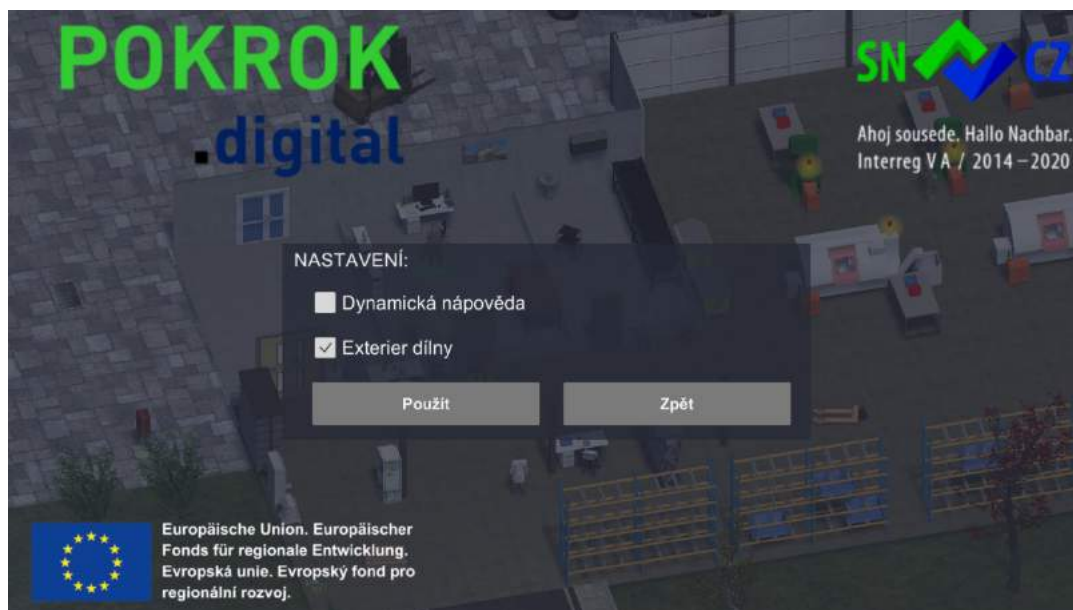 POKROK
.digital
SN CZ
Ahoj sousede. Hallo Nachbar.
Interreg V A / 2014–2020
NASTAVENÍ:
Dynamická nápověda
Exterier dílny
Použít
Zpět
Europäische Union. Europäischer
Fonds für regionale Entwicklung.
Evropská unie. Evropský fond pro
regionální rozvoj.